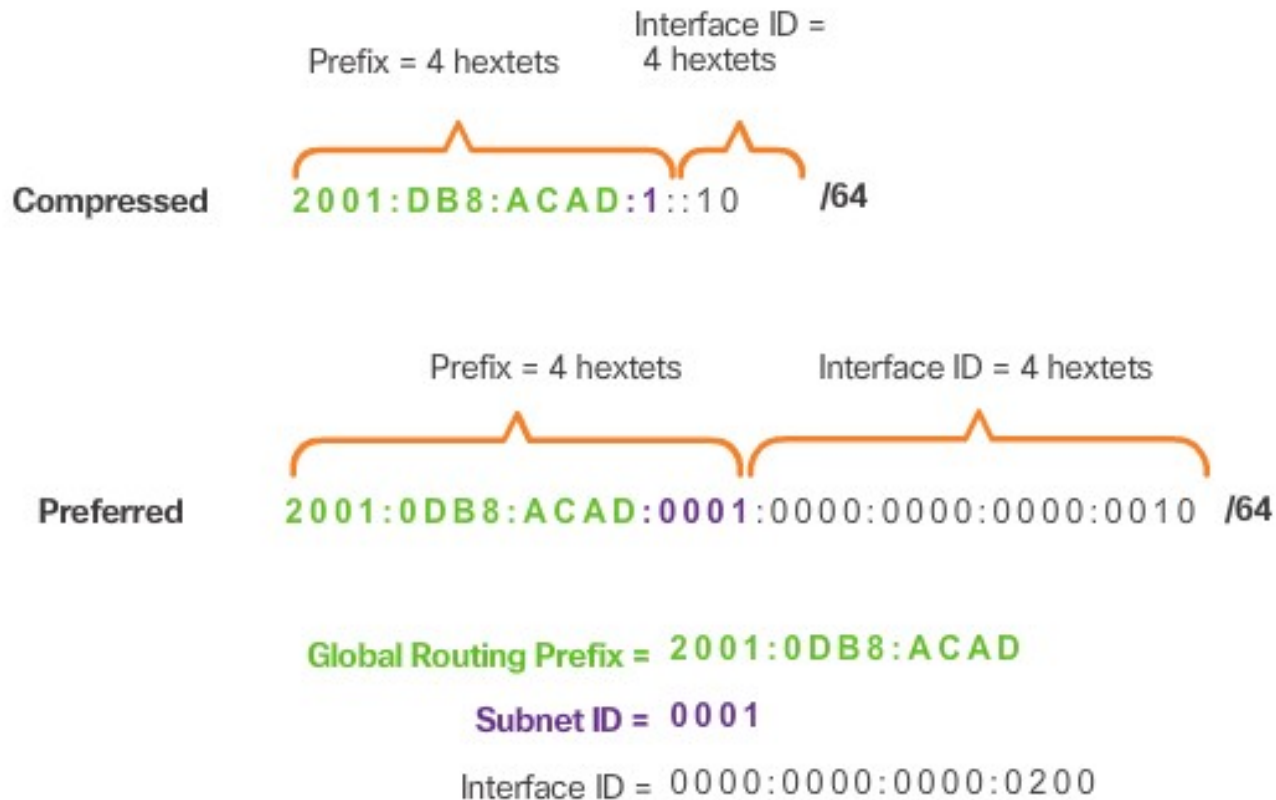 Interface ID =
Prefix = 4 hextets 4 hextets
Compressed 2001:DB8:ACAD:1::10 /64
Prefix = 4 hextets Interface ID = 4 hextets
Preferred 2001:0DB8:ACAD:0001:0000:0000:0000:0010 /64
Global Routing Prefix = 2001:0DB8:ACAD
Subnet ID = 0001
Interface ID = 0000:0000:0000:0200